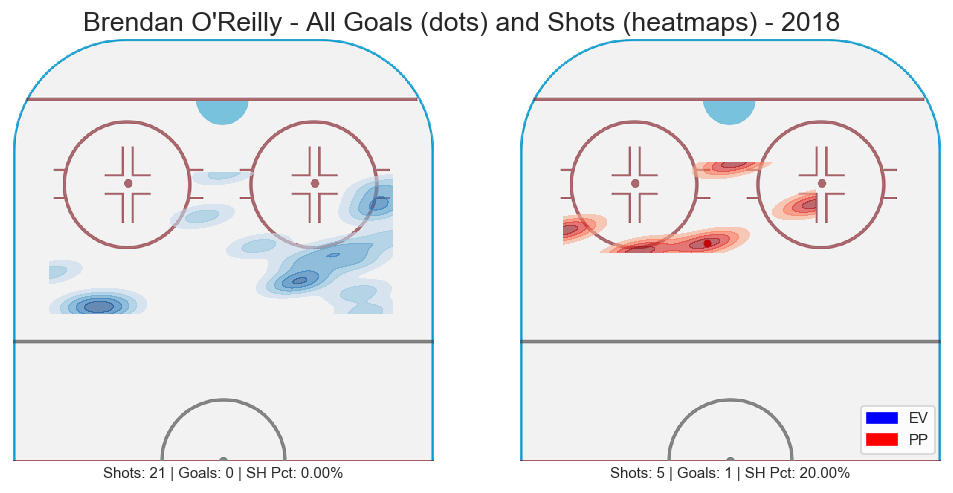 Brendan O'Reilly - All Goals (dots) and Shots (heatmaps) - 2018
EV
PP
Shots: 21 | Goals: 0 | SH Pct: 0.00%
Shots: 5 | Goals: 1 | SH Pct: 20.00%